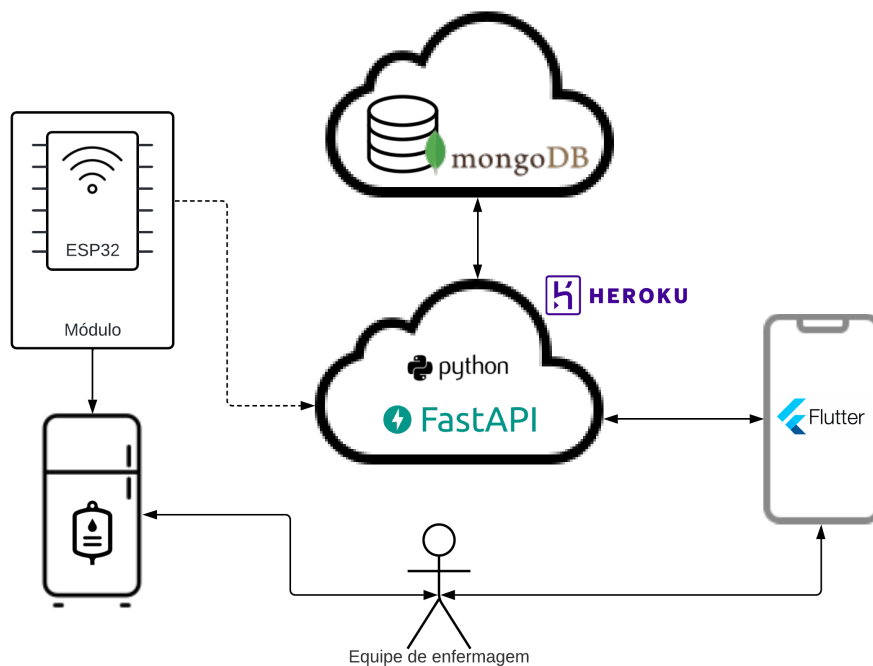 mongoDB
ESP32
Módulo
HEROKU
python
FastAPI
Flutter
Equipe de enfermagem